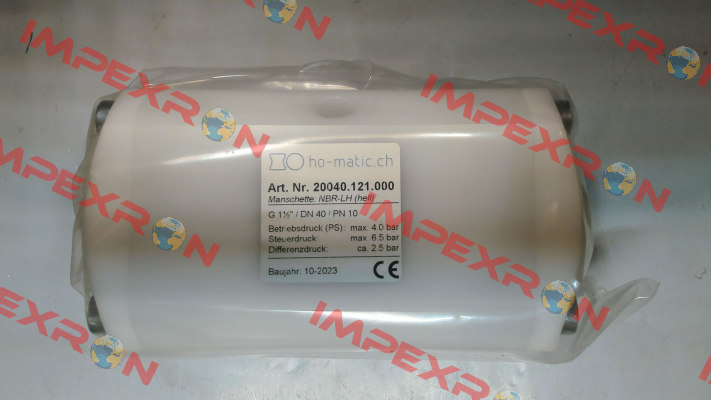 ho-matic.ch
Art. Nr. 20040.121.000
Manschette: NBR-LH (hell)
G 1½" / DN 40 / PN 10
Betriebsdruck (PS): max. 4.0 bar
Steuerdruck: max. 6.5 bar
Differenzdruck: ca. 2.5 bar
Baujahr: 10-2023 CE
IMPEXRON
IMPEXRON
IMPEXRON
IMPEXRON
IMPEXRON
IMPEXRON